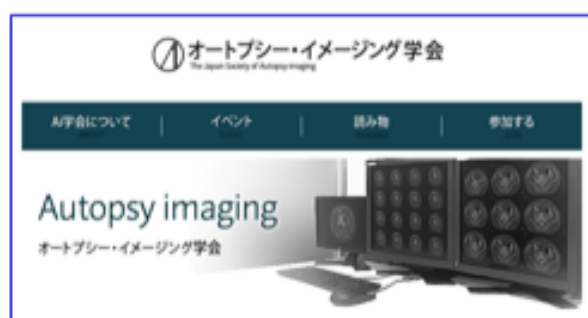 オートプシー・イメージング学会
The Japan Society of Autopsy Imaging
Ai学会について
イベント
読み物
参加する
Autopsy imaging
オートプシー・イメージング学会